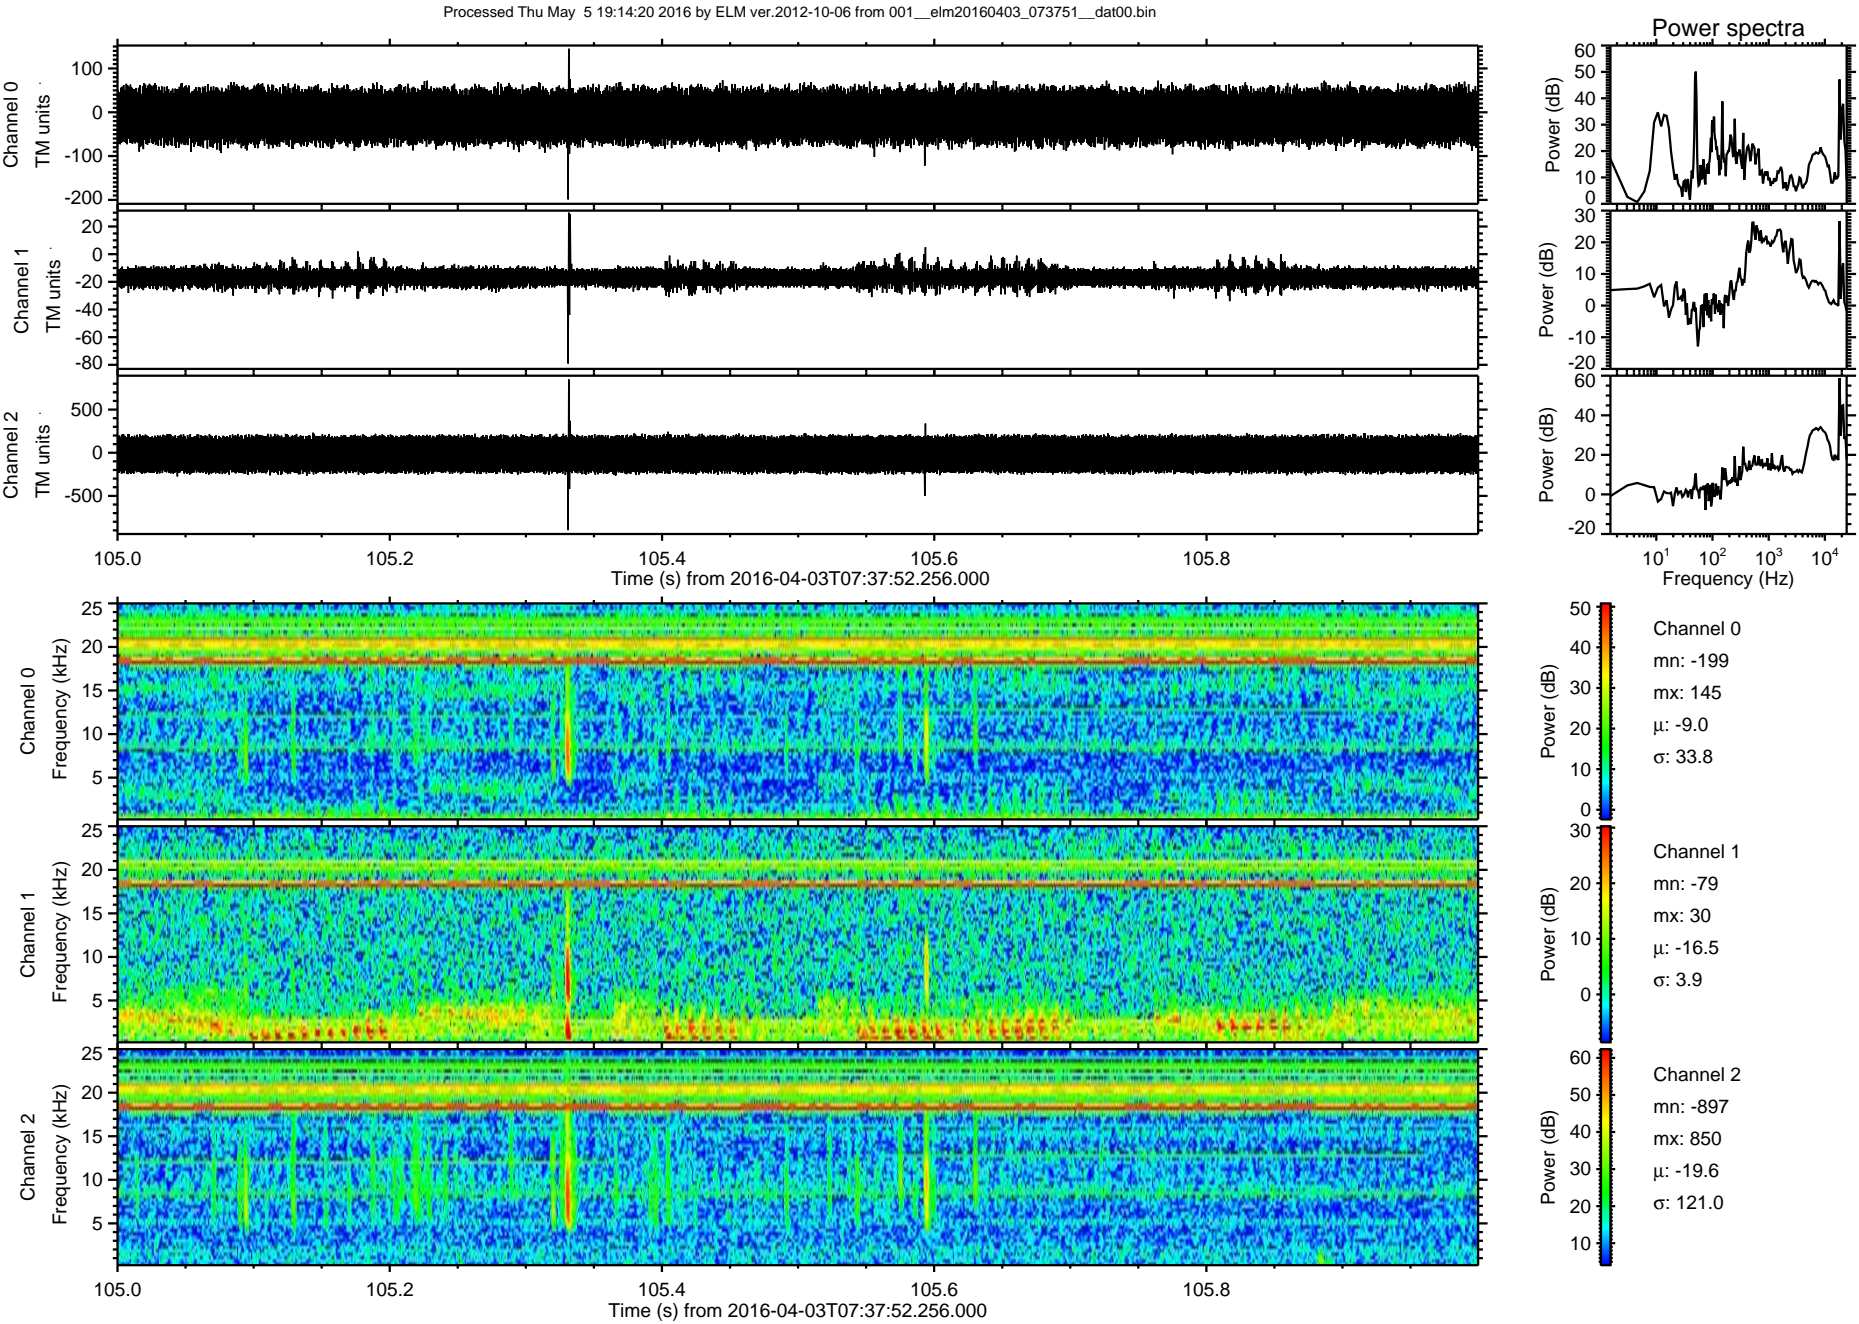 Processed Thu May  5 19:14:20 2016 by ELM ver.2012-10-06 from 001__elm20160403_073751__dat00.bin
Power spectra
Channel 0
TM units
100
0
-100
-200
Power (dB)
60
50
40
30
20
10
0
Channel 1
TM units
20
0
-20
-40
-60
-80
Power (dB)
30
20
10
0
-10
-20
Channel 2
TM units
500
0
-500
Power (dB)
60
40
20
0
-20
105.0 105.2 105.4 105.6 105.8
Time (s) from 2016-04-03T07:37:52.256.000
10¹ 10² 10³ 10⁴
Frequency (Hz)
Channel 0
Frequency (kHz)
25
20
15
10
5
Power (dB)
50
40
30
20
10
0
Channel 0
mn: -199
mx: 145
µ: -9.0
σ: 33.8
Channel 1
Frequency (kHz)
25
20
15
10
5
Power (dB)
30
20
10
0
Channel 1
mn: -79
mx: 30
µ: -16.5
σ: 3.9
Channel 2
Frequency (kHz)
25
20
15
10
5
Power (dB)
60
50
40
30
20
10
Channel 2
mn: -897
mx: 850
µ: -19.6
σ: 121.0
105.0 105.2 105.4 105.6 105.8
Time (s) from 2016-04-03T07:37:52.256.000